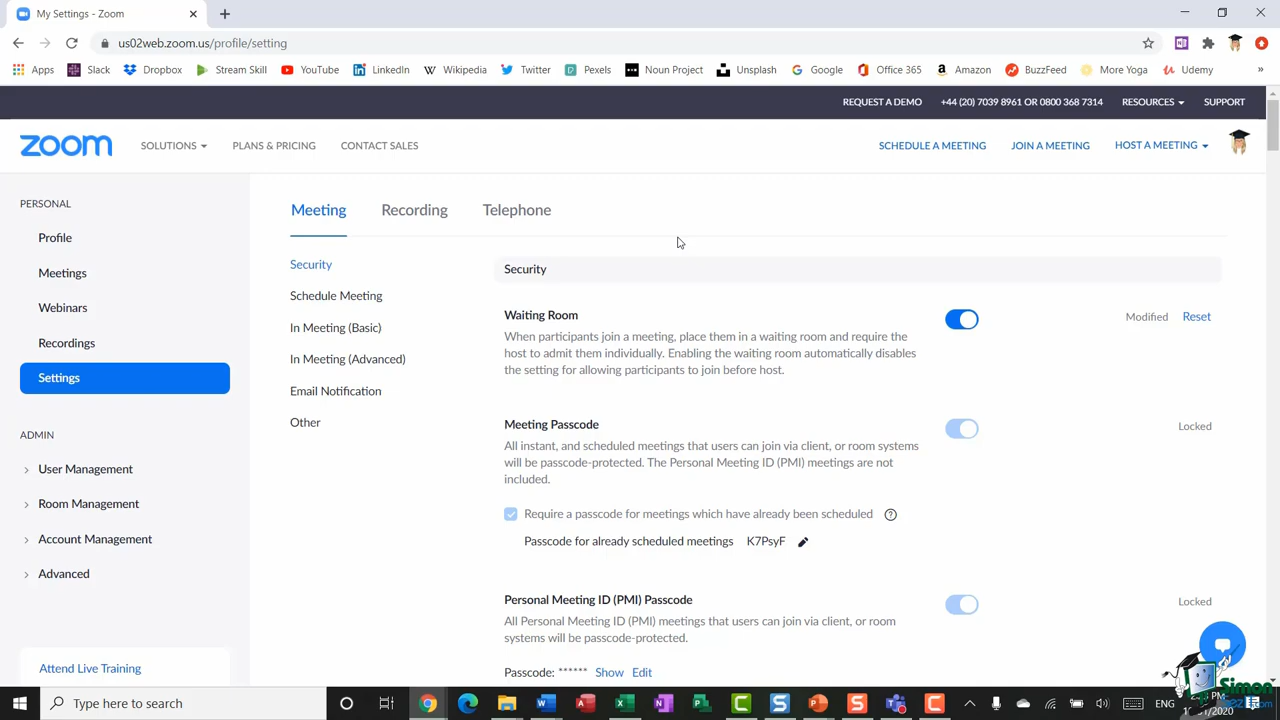 My Settings - Zoom
us02web.zoom.us/profile/setting
Apps Slack Dropbox Stream Skill YouTube LinkedIn Wikipedia Twitter Pexels Noun Project Unsplash Google Office 365 Amazon BuzzFeed More Yoga Udemy »
REQUEST A DEMO +44 (20) 7039 8961 OR 0800 368 7314 RESOURCES SUPPORT
zoom SOLUTIONS PLANS & PRICING CONTACT SALES SCHEDULE A MEETING JOIN A MEETING HOST A MEETING
PERSONAL
Profile
Meetings
Webinars
Recordings
Settings
ADMIN
User Management
Room Management
Account Management
Advanced
Attend Live Training
Meeting Recording Telephone
Security
Schedule Meeting
In Meeting (Basic)
In Meeting (Advanced)
Email Notification
Other
Security
Waiting Room
Modified Reset
When participants join a meeting, place them in a waiting room and require the
host to admit them individually. Enabling the waiting room automatically disables
the setting for allowing participants to join before host.
Meeting Passcode
Locked
All instant, and scheduled meetings that users can join via client, or room systems
will be passcode-protected. The Personal Meeting ID (PMI) meetings are not
included.
Require a passcode for meetings which have already been scheduled
Passcode for already scheduled meetings K7PsyF
Personal Meeting ID (PMI) Passcode
Locked
All Personal Meeting ID (PMI) meetings that users can join via client, or room
systems will be passcode-protected.
Passcode: ****** Show Edit
Type here to search
ENG
Simon